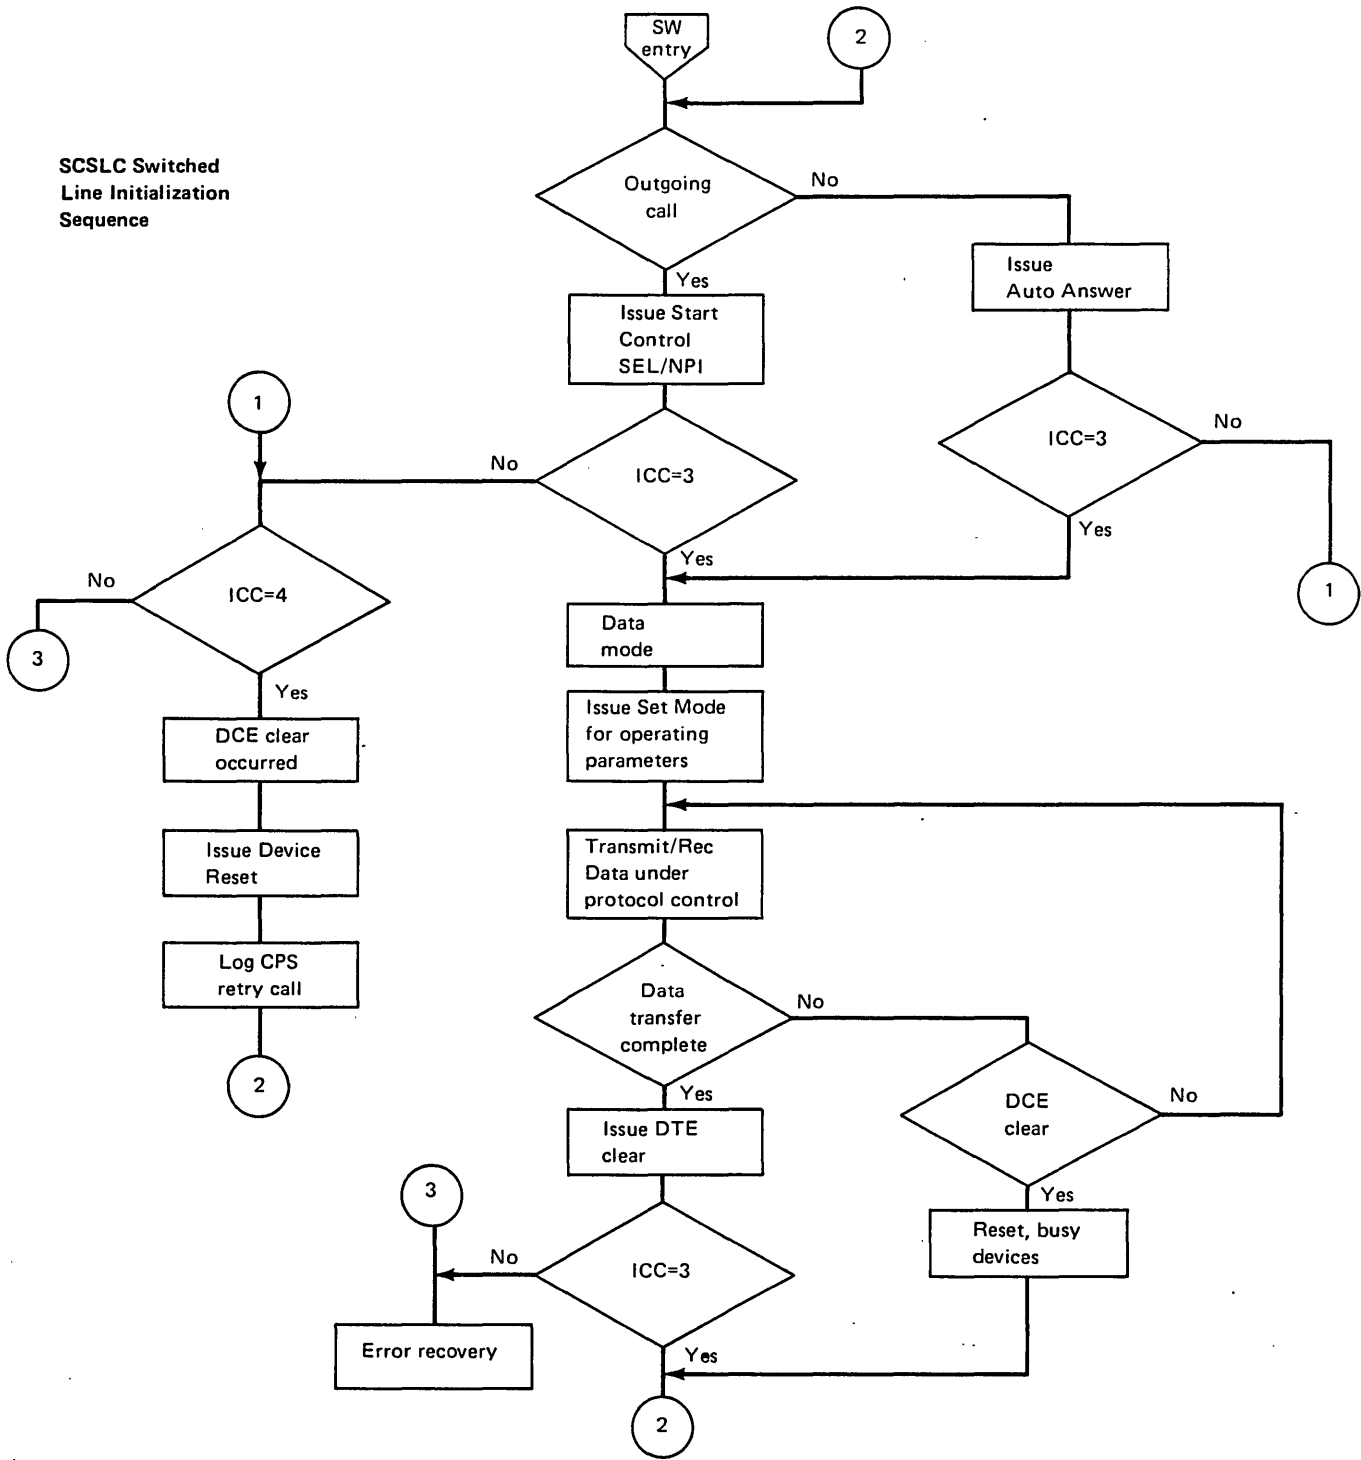 SW
entry
2
SCSLC Switched
Line Initialization
Sequence
Outgoing
call
No
Yes
Issue
Auto Answer
Issue Start
Control
SEL/NPI
1
ICC=3
No
Yes
ICC=3
No
Yes
1
ICC=4
No
Yes
3
Data
mode
Issue Set Mode
for operating
parameters
DCE clear
occurred
Issue Device
Reset
Log CPS
retry call
2
Transmit/Rec
Data under
protocol control
Data
transfer
complete
No
Yes
DCE
clear
No
Yes
Issue DTE
clear
Reset, busy
devices
3
ICC=3
No
Yes
Error recovery
2